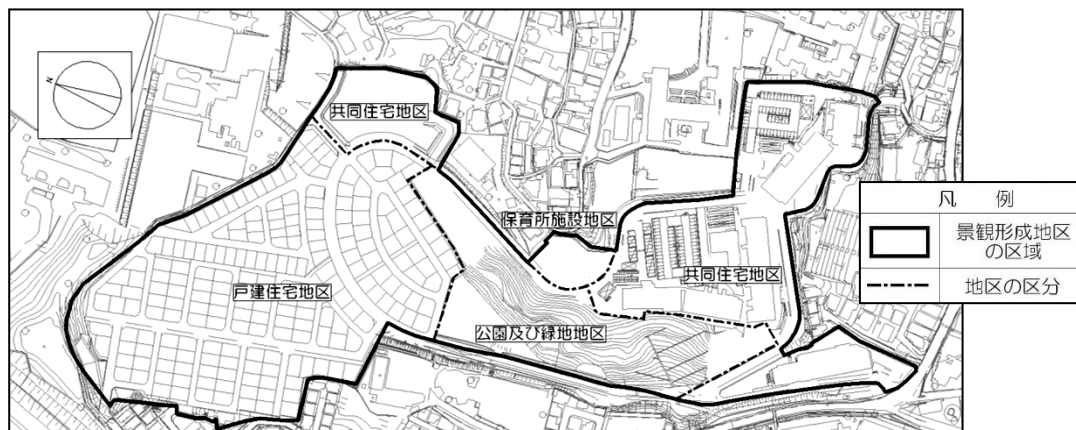 N
共同住宅地区
保育所施設地区
共同住宅地区
戸建住宅地区
公園及び緑地地区
凡 例
景観形成地区
の区域
地区の区分